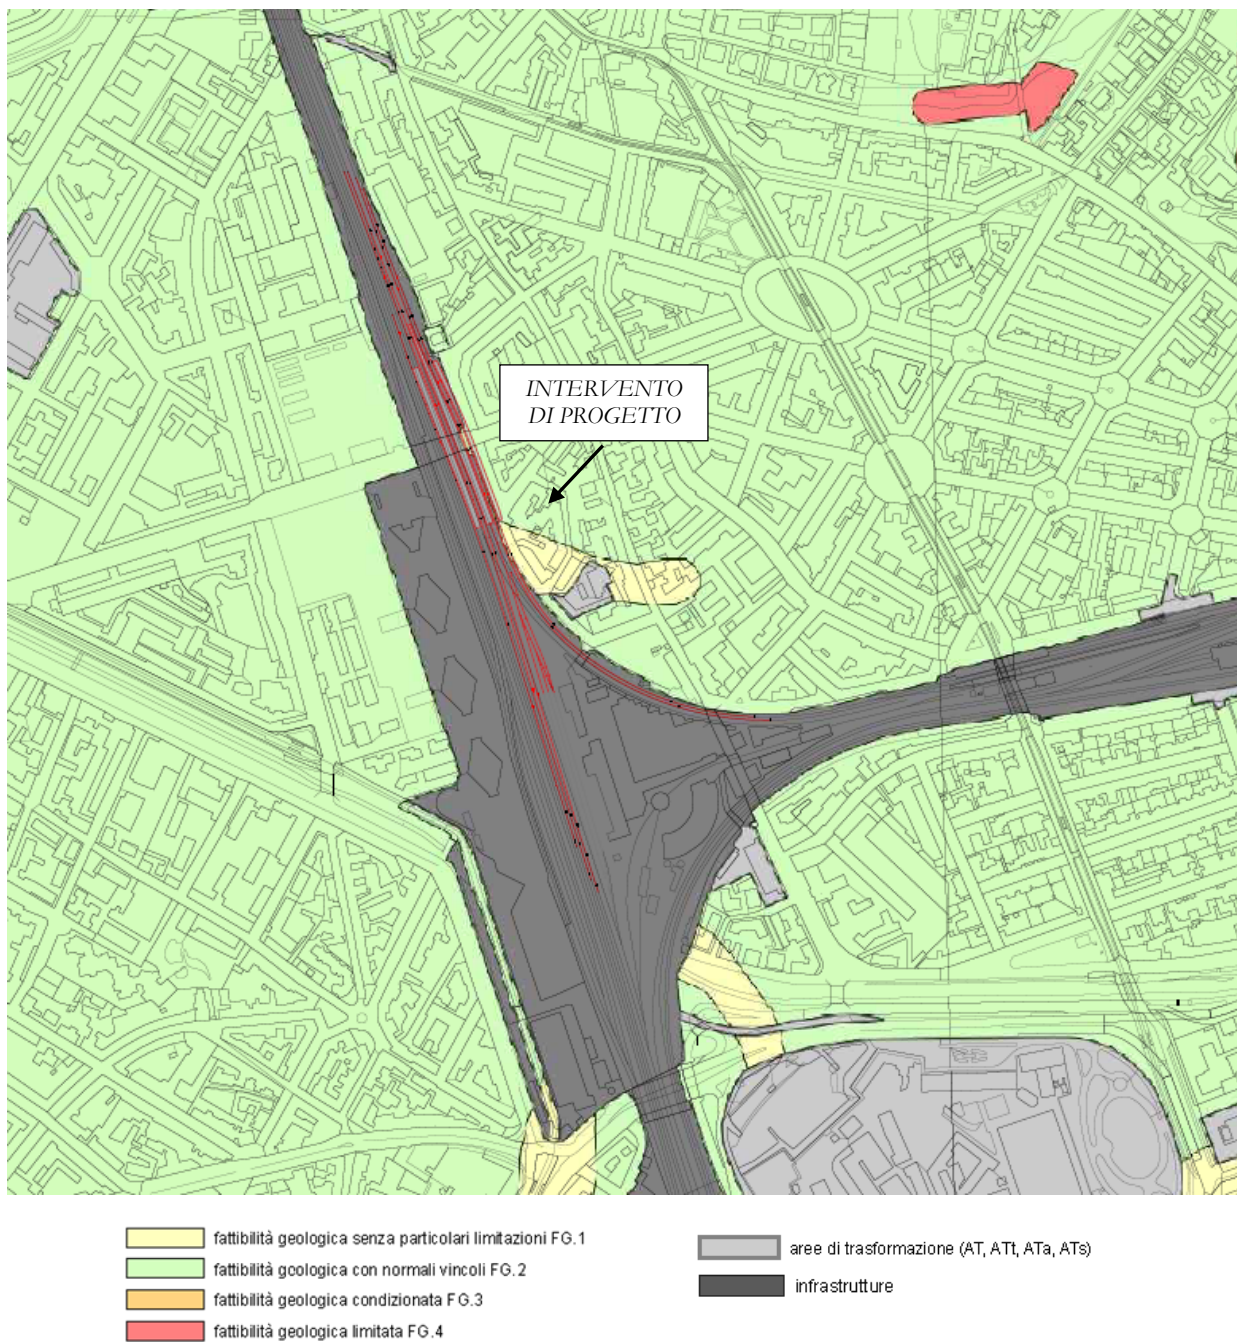 INTERVENTO
DI PROGETTO
fattibilità geologica senza particolari limitazioni FG.1
fattibilità geologica con normali vincoli FG.2
fattibilità geologica condizionata FG.3
fattibilità geologica limitata FG.4
aree di trasformazione (AT, ATt, ATa, ATs)
infrastrutture